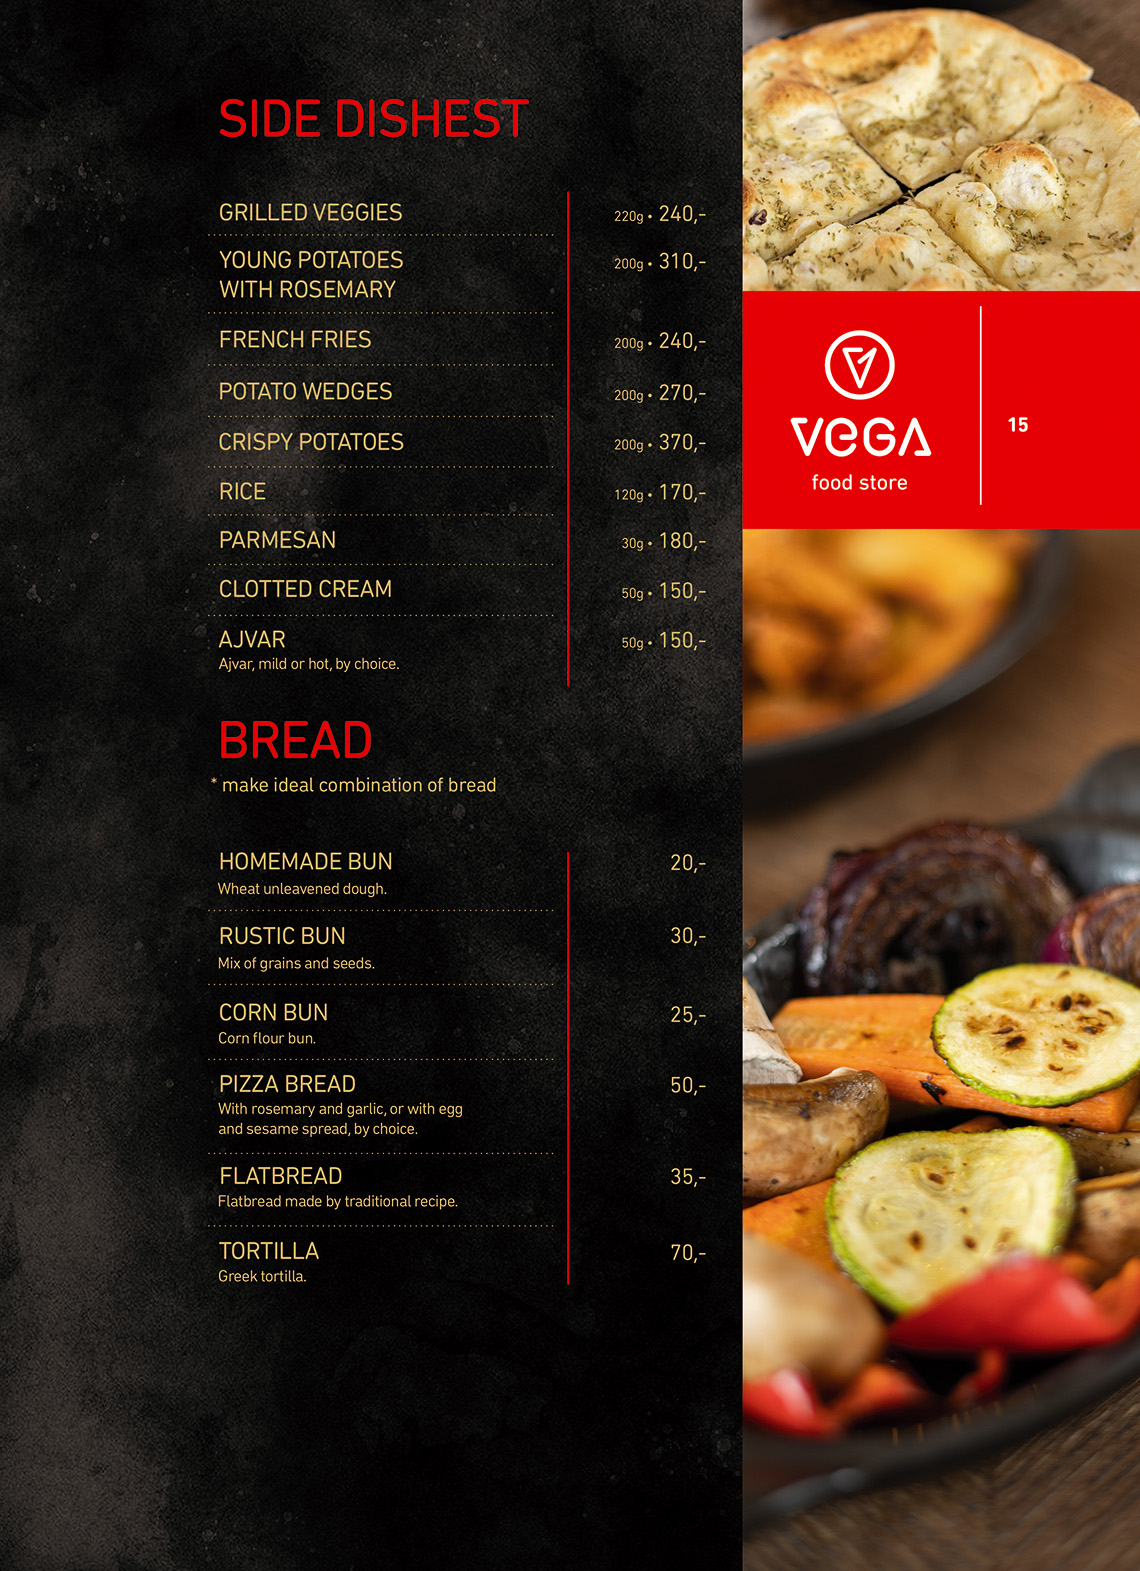 SIDE DISHEST
GRILLED VEGGIES 220g • 240,-
YOUNG POTATOES
WITH ROSEMARY 200g • 310,-
FRENCH FRIES 200g • 240,-
POTATO WEDGES 200g • 270,-
CRISPY POTATOES 200g • 370,-
RICE 120g • 170,-
PARMESAN 30g • 180,-
CLOTTED CREAM 50g • 150,-
AJVAR 50g • 150,-
Ajvar, mild or hot, by choice.
BREAD
* make ideal combination of bread
HOMEMADE BUN 20,-
Wheat unleavened dough.
RUSTIC BUN 30,-
Mix of grains and seeds.
CORN BUN 25,-
Corn flour bun.
PIZZA BREAD 50,-
With rosemary and garlic, or with egg
and sesame spread, by choice.
FLATBREAD 35,-
Flatbread made by traditional recipe.
TORTILLA 70,-
Greek tortilla.
VEGA
food store
15